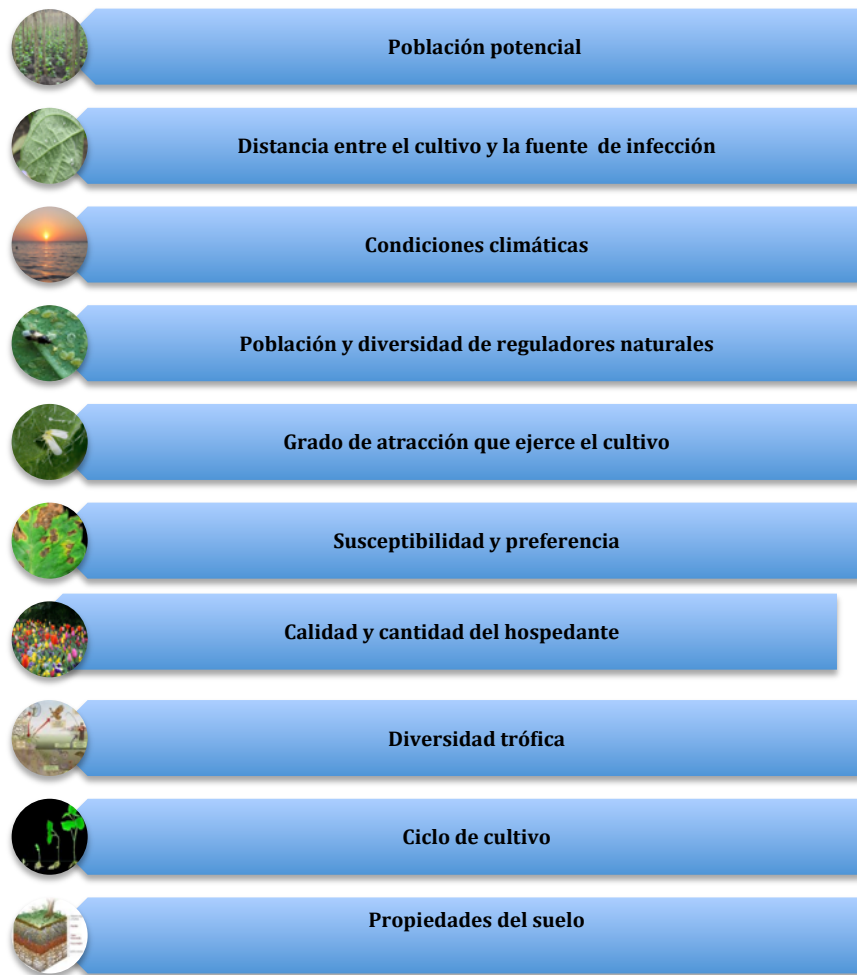 Población potencial
Distancia entre el cultivo y la fuente de infección
Condiciones climáticas
Población y diversidad de reguladores naturales
Grado de atracción que ejerce el cultivo
Susceptibilidad y preferencia
Calidad y cantidad del hospedante
Diversidad trófica
Ciclo de cultivo
Propiedades del suelo